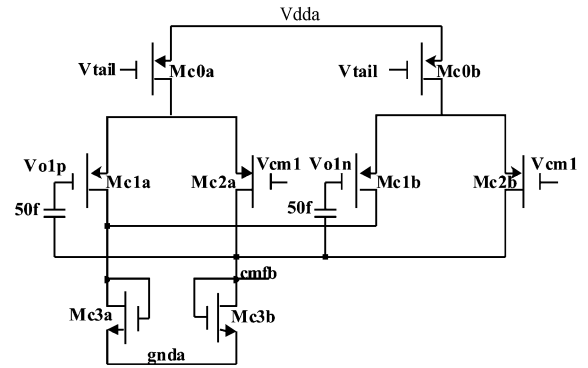 Vdda
Vtail
Mc0a
Vtail
Mc0b
Vo1p
Mc1a
Mc2a
Vcm1
Vo1n
Mc1b
Mc2b
Vcm1
50f
50f
cmfb
Mc3a
Mc3b
gnda